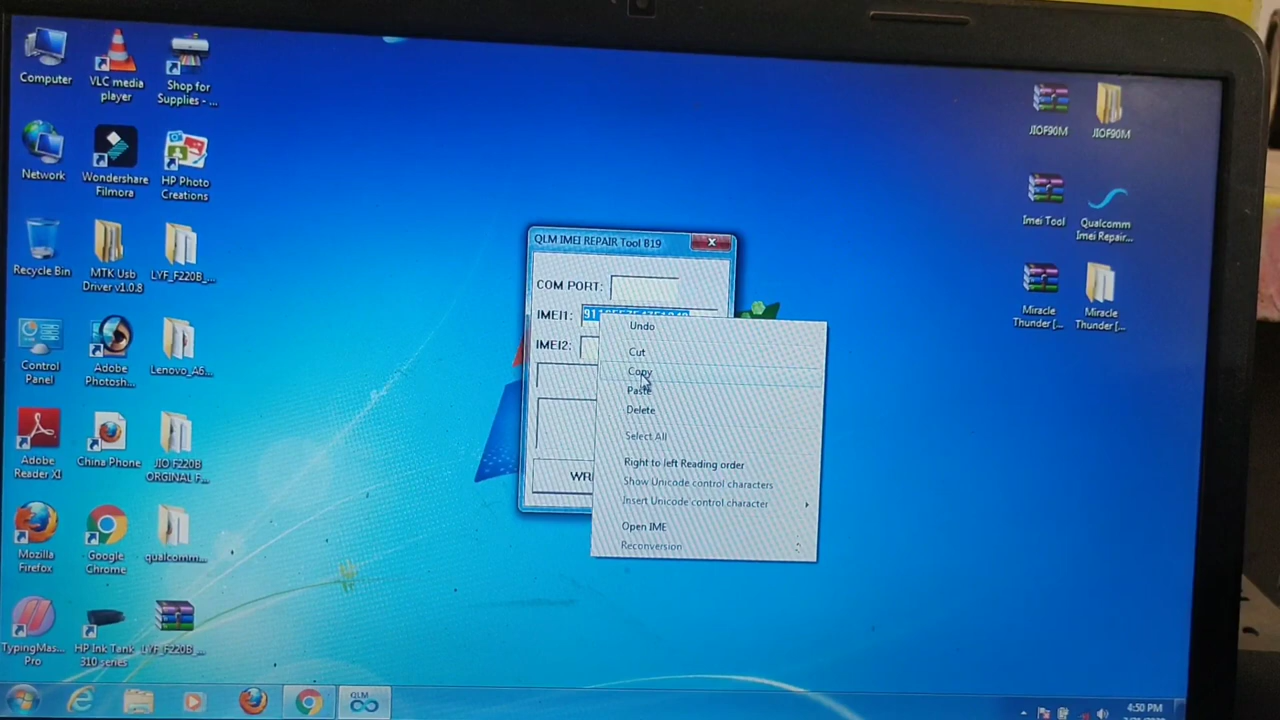 Computer
VLC media
player
Shop for
Supplies - ...
Network
Wondershare
Filmora
HP Photo
Creations
Recycle Bin
MTK Usb
Driver v1.0.8
LYF_F220B_...
Control
Panel
Adobe
Photosh...
Lenovo_A6...
Adobe
Reader XI
China Phone
JIO F220B
ORGINAL F...
Mozilla
Firefox
Google
Chrome
qualcomm...
TypingMas...
Pro
HP Ink Tank
310 series
LYF_F220B_...
JIOF90M
JIOF90M
Imei Tool
Qualcomm
Imei Repair...
Miracle
Thunder [...
Miracle
Thunder [...
QLM IMEI REPAIR Tool B19
COM PORT:
IMEI1:
IMEI2:
WRI
Undo
Cut
Copy
Paste
Delete
Select All
Right to left Reading order
Show Unicode control characters
Insert Unicode control character
Open IME
Reconversion
QLM
4:50 PM